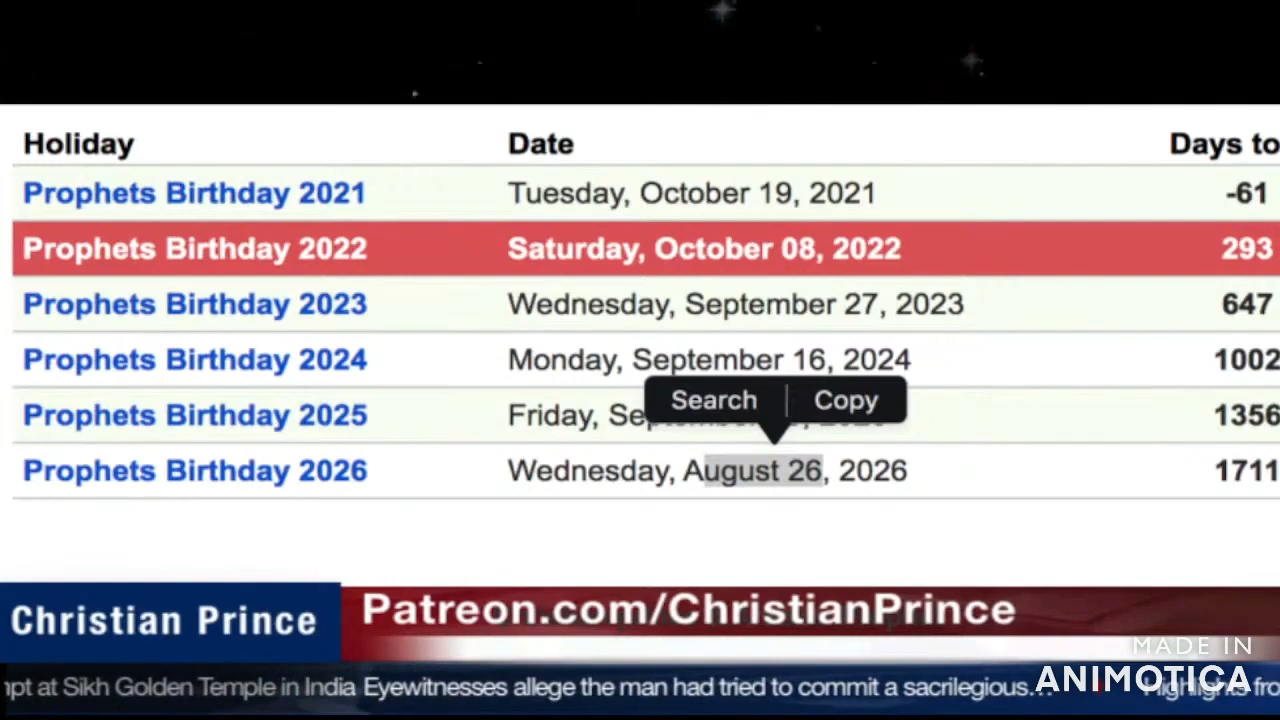 Holiday Date Days to
Prophets Birthday 2021 Tuesday, October 19, 2021 -61
Prophets Birthday 2022 Saturday, October 08, 2022 293
Prophets Birthday 2023 Wednesday, September 27, 2023 647
Prophets Birthday 2024 Monday, September 16, 2024 1002
Search Copy
Prophets Birthday 2025 Friday, 1356
Prophets Birthday 2026 Wednesday, August 26, 2026 1711
Christian Prince Patreon.com/ChristianPrince
MADE IN
ANIMOTICA
at Sikh Golden Temple in India Eyewitnesses allege the man had tried to commit a sacrilegious... Highlights